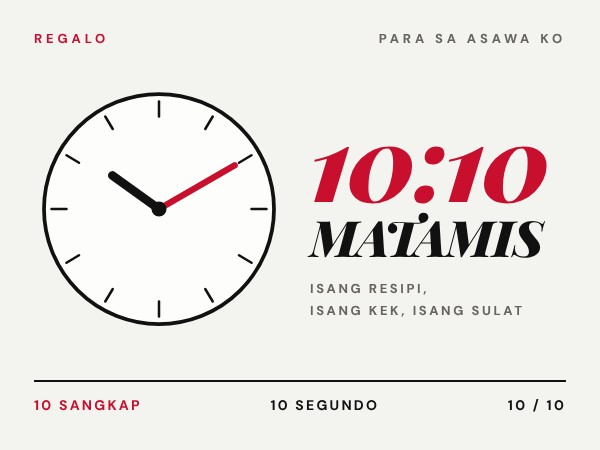 REGALO
PARA SA ASAWA KO
10:10
MATAMIS
ISANG RESIPI,
ISANG KEK, ISANG SULAT
10 SANGKAP
10 SEGUNDO
10 / 10